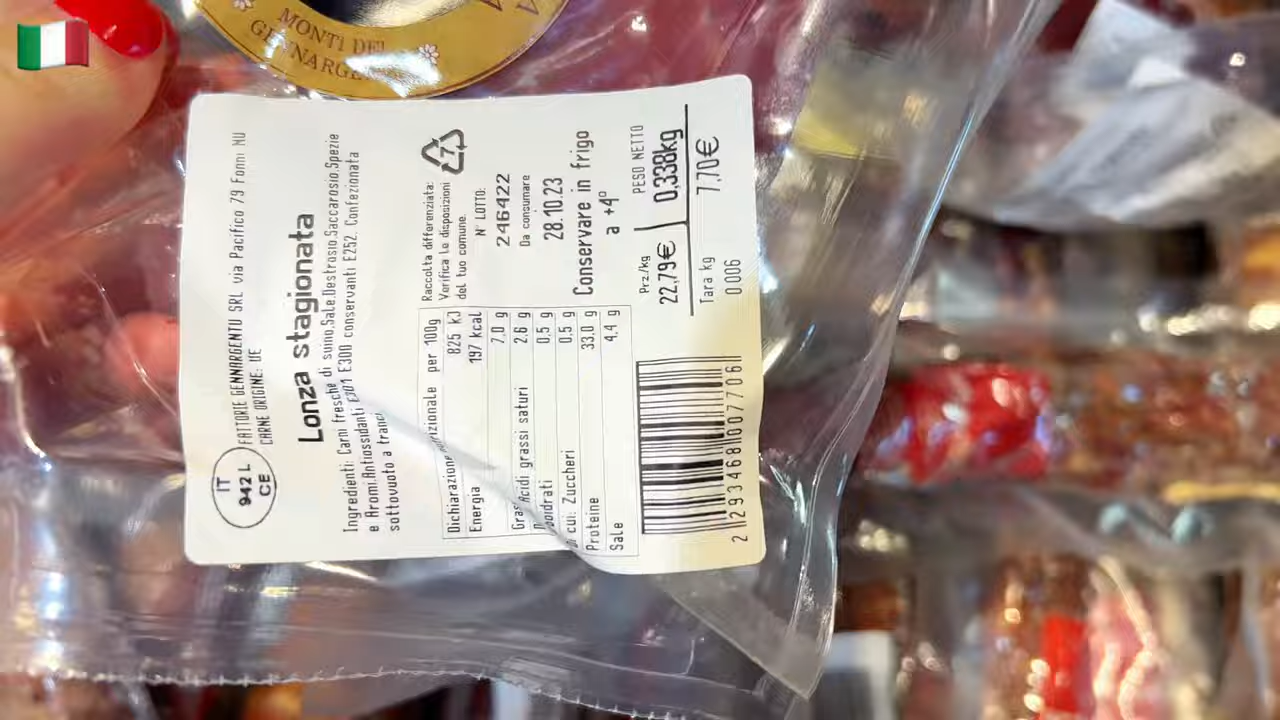 MONTI DEL
GENNARGE
IT
942 L
CE
FATTORIE GENNARGENTU SRL via Pacifico 79 Fonni NU
CARNE ORIGINE: UE
Lonza stagionata
Ingredienti: Carni fresche di suino,Sale,Destrosio,Saccarosio,Spezie
e Aromi,Antiossidanti E301 E300 conservanti E252. Confezionata
sottovuoto a tranci
Dichiarazione nutrizionale per 100g
Energia 825 kJ
197 kcal
Grassi 7,0 g
Acidi grassi saturi 2,6 g
0,5 g
di cui: Zuccheri 0,5 g
Proteine 33,0 g
Sale 4,4 g
Raccolta differenziata:
Verifica le disposizioni
del tuo comune.
7
N° LOTTO:
246422
Da consumare
28.10.23
Conservare in frigo
a +4°
Prz/kg PESO NETTO
22,79€ 0,338kg
Tara kg 7,70€
0.006
2 293468 007706